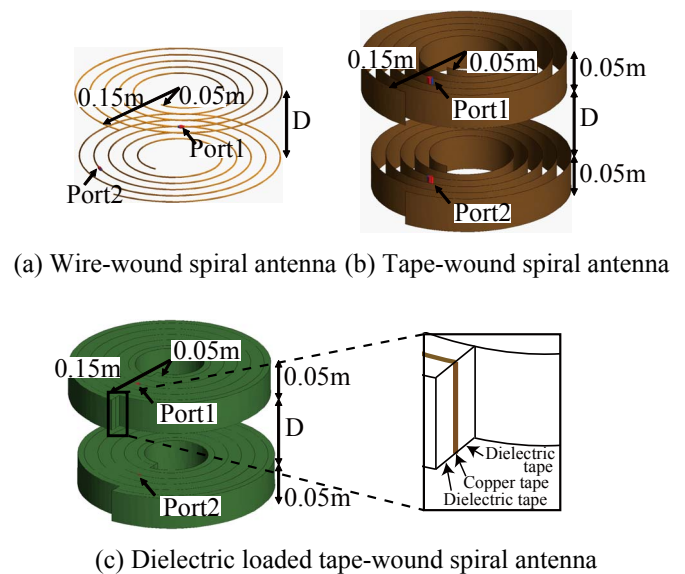 0.15m
0.05m
D
Port1
Port2
(a) Wire-wound spiral antenna
0.15m
0.05m
0.05m
Port1
D
0.05m
Port2
(b) Tape-wound spiral antenna
0.15m
0.05m
0.05m
Port1
D
Port2
0.05m
Dielectric
tape
Copper tape
Dielectric tape
(c) Dielectric loaded tape-wound spiral antenna